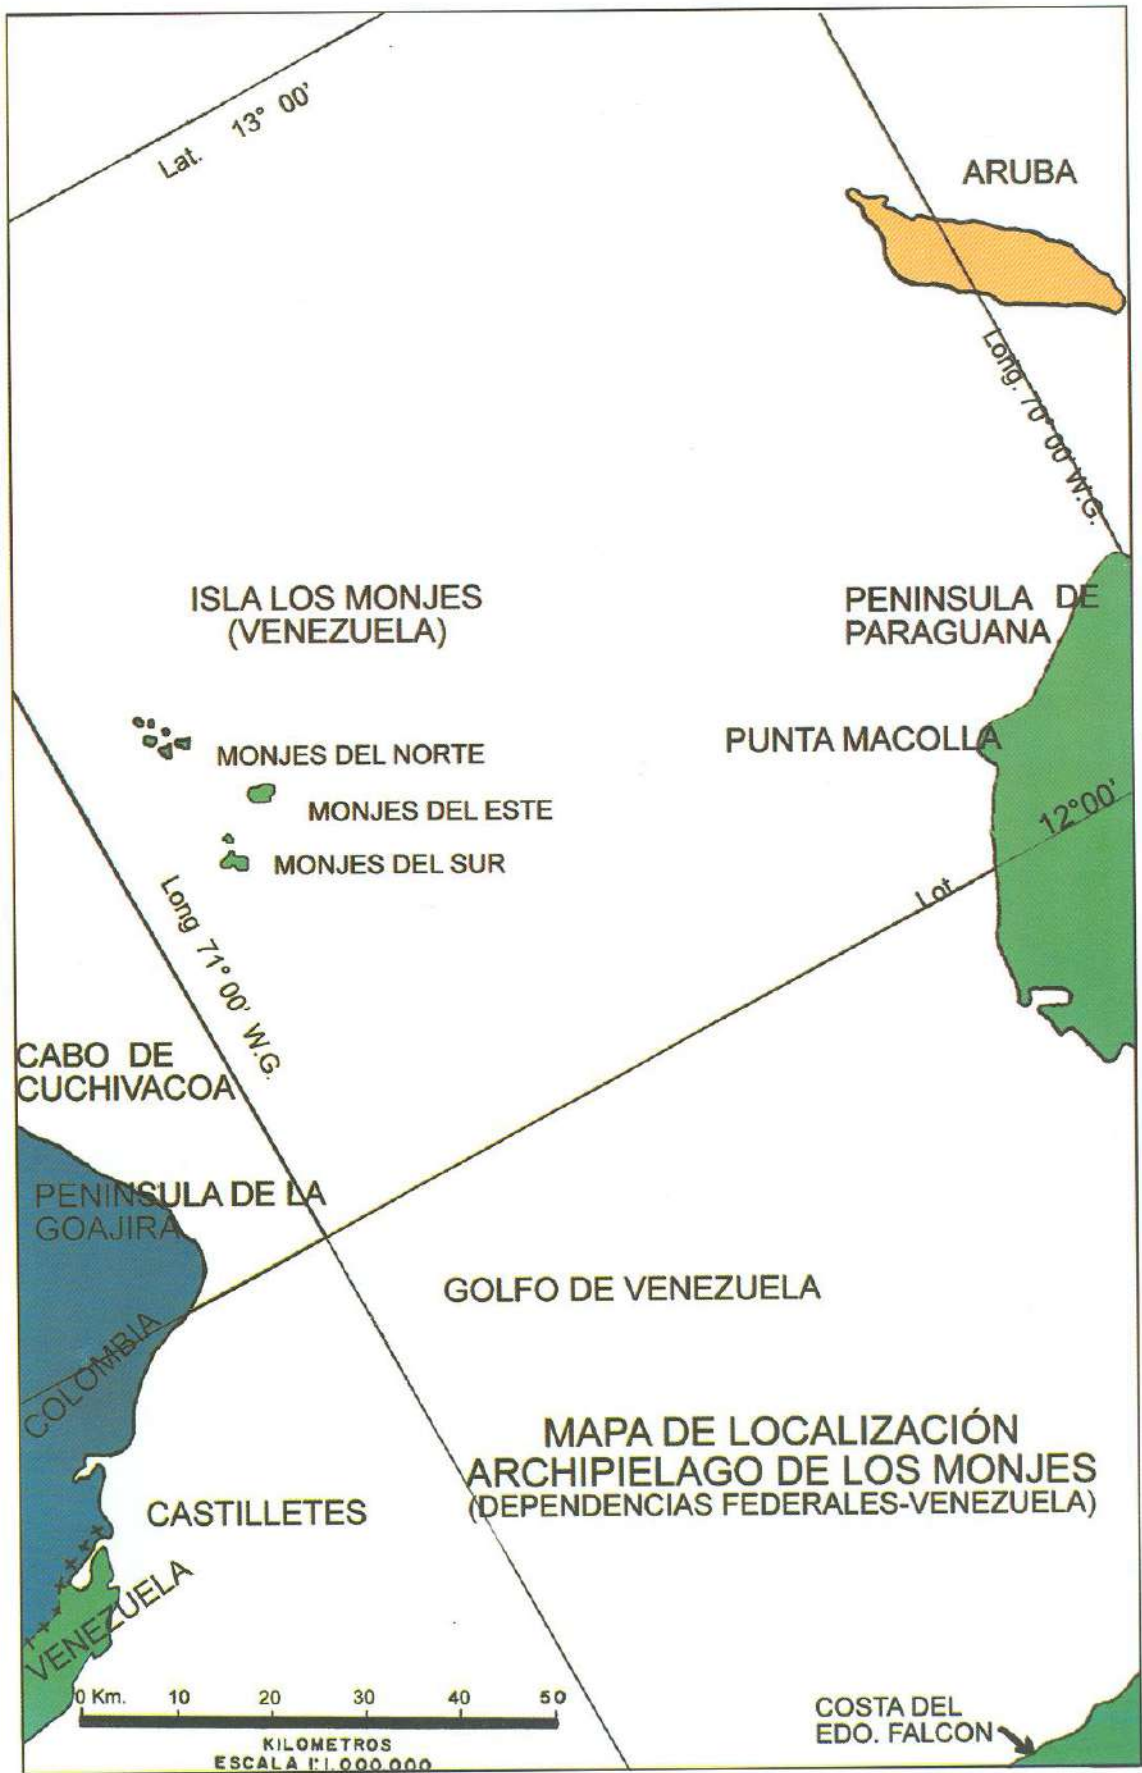 Lat. 13° 00'
ARUBA
Long. 70° 00' W.G.
ISLA LOS MONJES
(VENEZUELA)
PENINSULA DE
PARAGUANA
PUNTA MACOLLA
MONJES DEL NORTE
MONJES DEL ESTE
MONJES DEL SUR
Lat. 12°00'
Long 71° 00' W.G.
CABO DE
CUCHIVACOA
PENINSULA DE LA
GOAJIRA
GOLFO DE VENEZUELA
COLOMBIA
MAPA DE LOCALIZACIÓN
ARCHIPIELAGO DE LOS MONJES
(DEPENDENCIAS FEDERALES-VENEZUELA)
CASTILLETES
VENEZUELA
0 Km. 10 20 30 40 50
KILOMETROS
ESCALA 1:1.000.000
COSTA DEL
EDO. FALCON